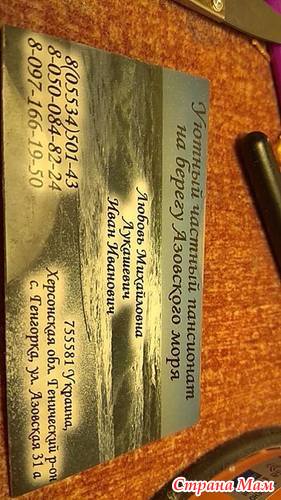 Уютный частный пансионат
на берегу Азовского моря
Любовь Михайловна
Лукашевич
Иван Иванович
8(05534)501-43
8-050-084-82-24
8-097-166-19-50
755581 Украина,
Херсонская обл. Генический р-он
с. Генгорка, ул. Азовская 31 а
Страна Мам